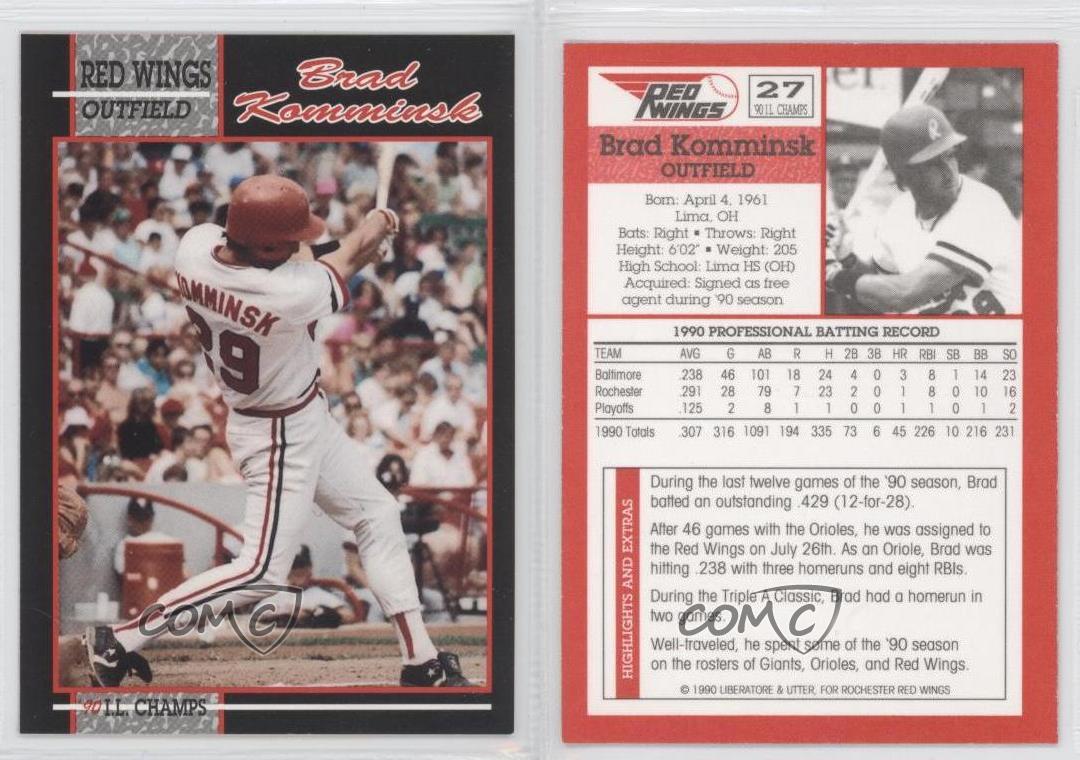 RED WINGS
OUTFIELD
Brad
Komminsk
KOMMINSK
29
'90 I.L. CHAMPS
COMC
RED
WINGS
27
'90 I.L. CHAMPS
Brad Komminsk
OUTFIELD
Born: April 4, 1961
Lima, OH
Bats: Right ▪ Throws: Right
Height: 6'02" ▪ Weight: 205
High School: Lima HS (OH)
Acquired: Signed as free
agent during '90 season
R
1990 PROFESSIONAL BATTING RECORD
TEAM AVG G AB R H 2B 3B HR RBI SB BB SO
Baltimore .238 46 101 18 24 4 0 3 8 1 14 23
Rochester .291 28 79 7 23 2 0 1 8 0 10 16
Playoffs .125 2 8 1 1 0 0 1 1 0 1 2
1990 Totals .307 316 1091 194 335 73 6 45 226 10 216 231
HIGHLIGHTS AND EXTRAS
During the last twelve games of the '90 season, Brad
batted an outstanding .429 (12-for-28).
After 46 games with the Orioles, he was assigned to
the Red Wings on July 26th. As an Oriole, Brad was
hitting .238 with three homeruns and eight RBIs.
During the Triple A Classic, Brad had a homerun in
two games.
Well-traveled, he spent some of the '90 season
on the rosters of Giants, Orioles, and Red Wings.
© 1990 LIBERATORE & UTTER, FOR ROCHESTER RED WINGS
COMC